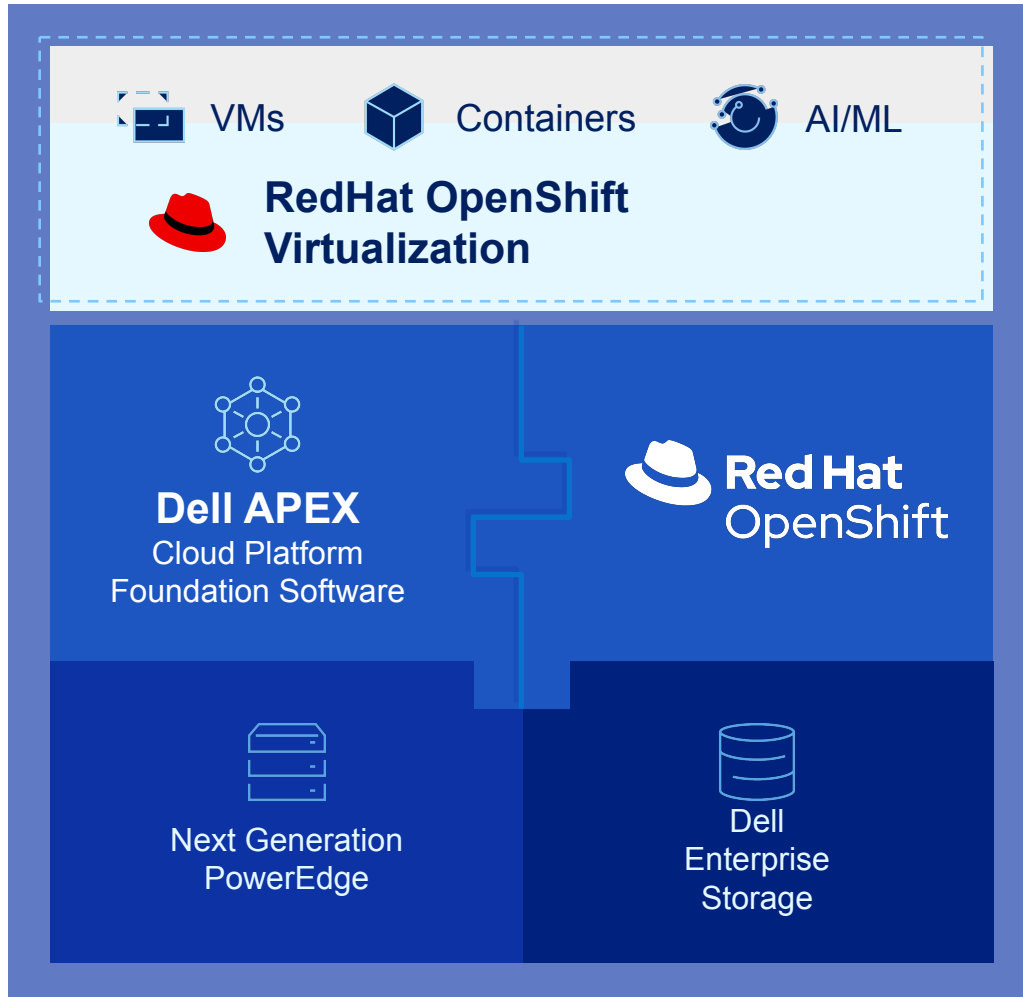 VMs
Containers
AI/ML
RedHat OpenShift
Virtualization
Dell APEX
Cloud Platform
Foundation Software
Red Hat
OpenShift
Next Generation
PowerEdge
Dell
Enterprise
Storage